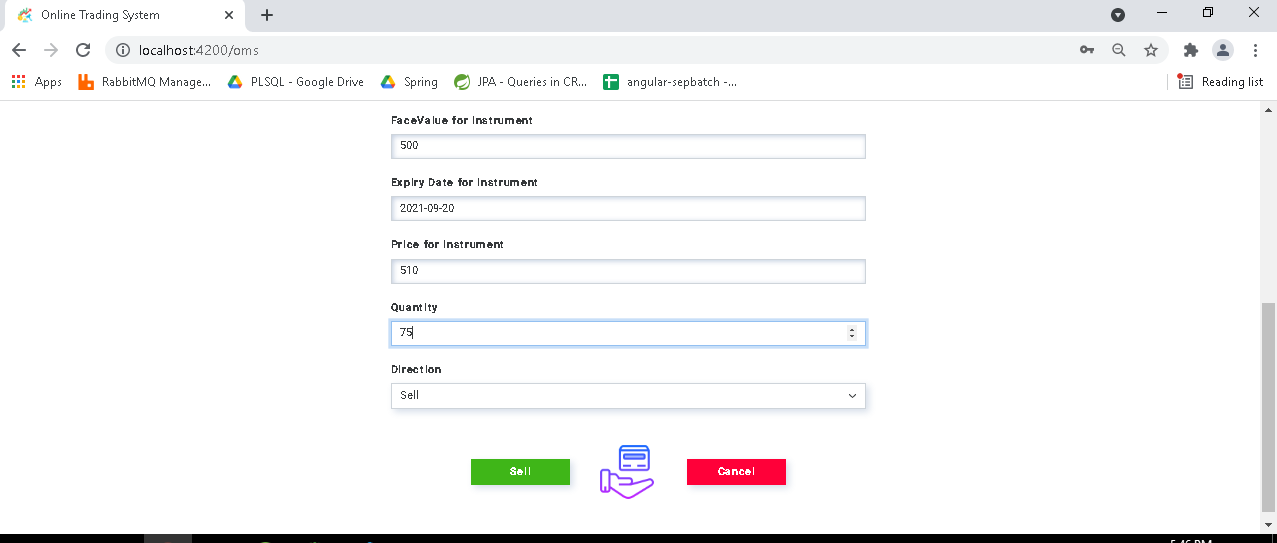 Online Trading System
localhost:4200/oms
Apps
RabbitMQ Manage...
PLSQL - Google Drive
Spring
JPA - Queries in CR...
angular-sepbatch -...
Reading list
FaceValue for Instrument
500
Expiry Date for Instrument
2021-09-20
Price for Instrument
510
Quantity
75
Direction
Sell
Sell
Cancel